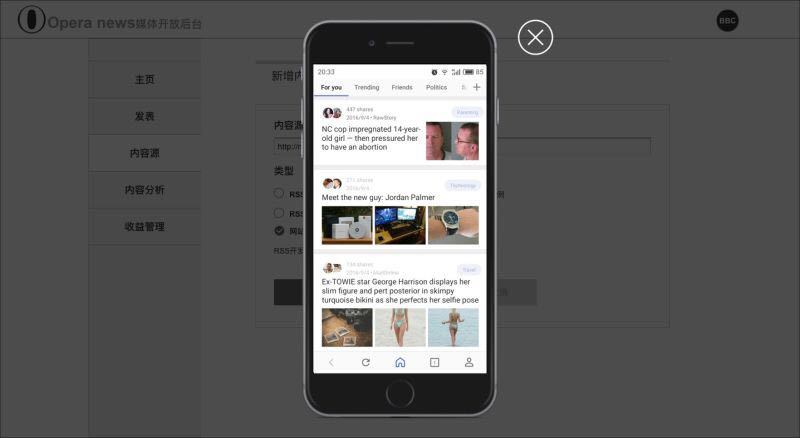 Opera news媒体开放后台
BBC
主页
发表
内容源
内容分析
收益管理
新增内
内容源
http://
类型
RSS
RSS
网站
例
RSS开发
20:33
85
For you
Trending
Friends
Politics
447 shares
2016/9/4 • RawStory
Parenting
NC cop impregnated 14-year-
old girl — then pressured her
to have an abortion
271 shares
2016/9/4
Technology
Meet the new guy: Jordan Palmer
134 shares
2016/9/4 • MailOnline
Travel
Ex-TOWIE star George Harrison displays her
slim figure and pert posterior in skimpy
turquoise bikini as she perfects her selfie pose